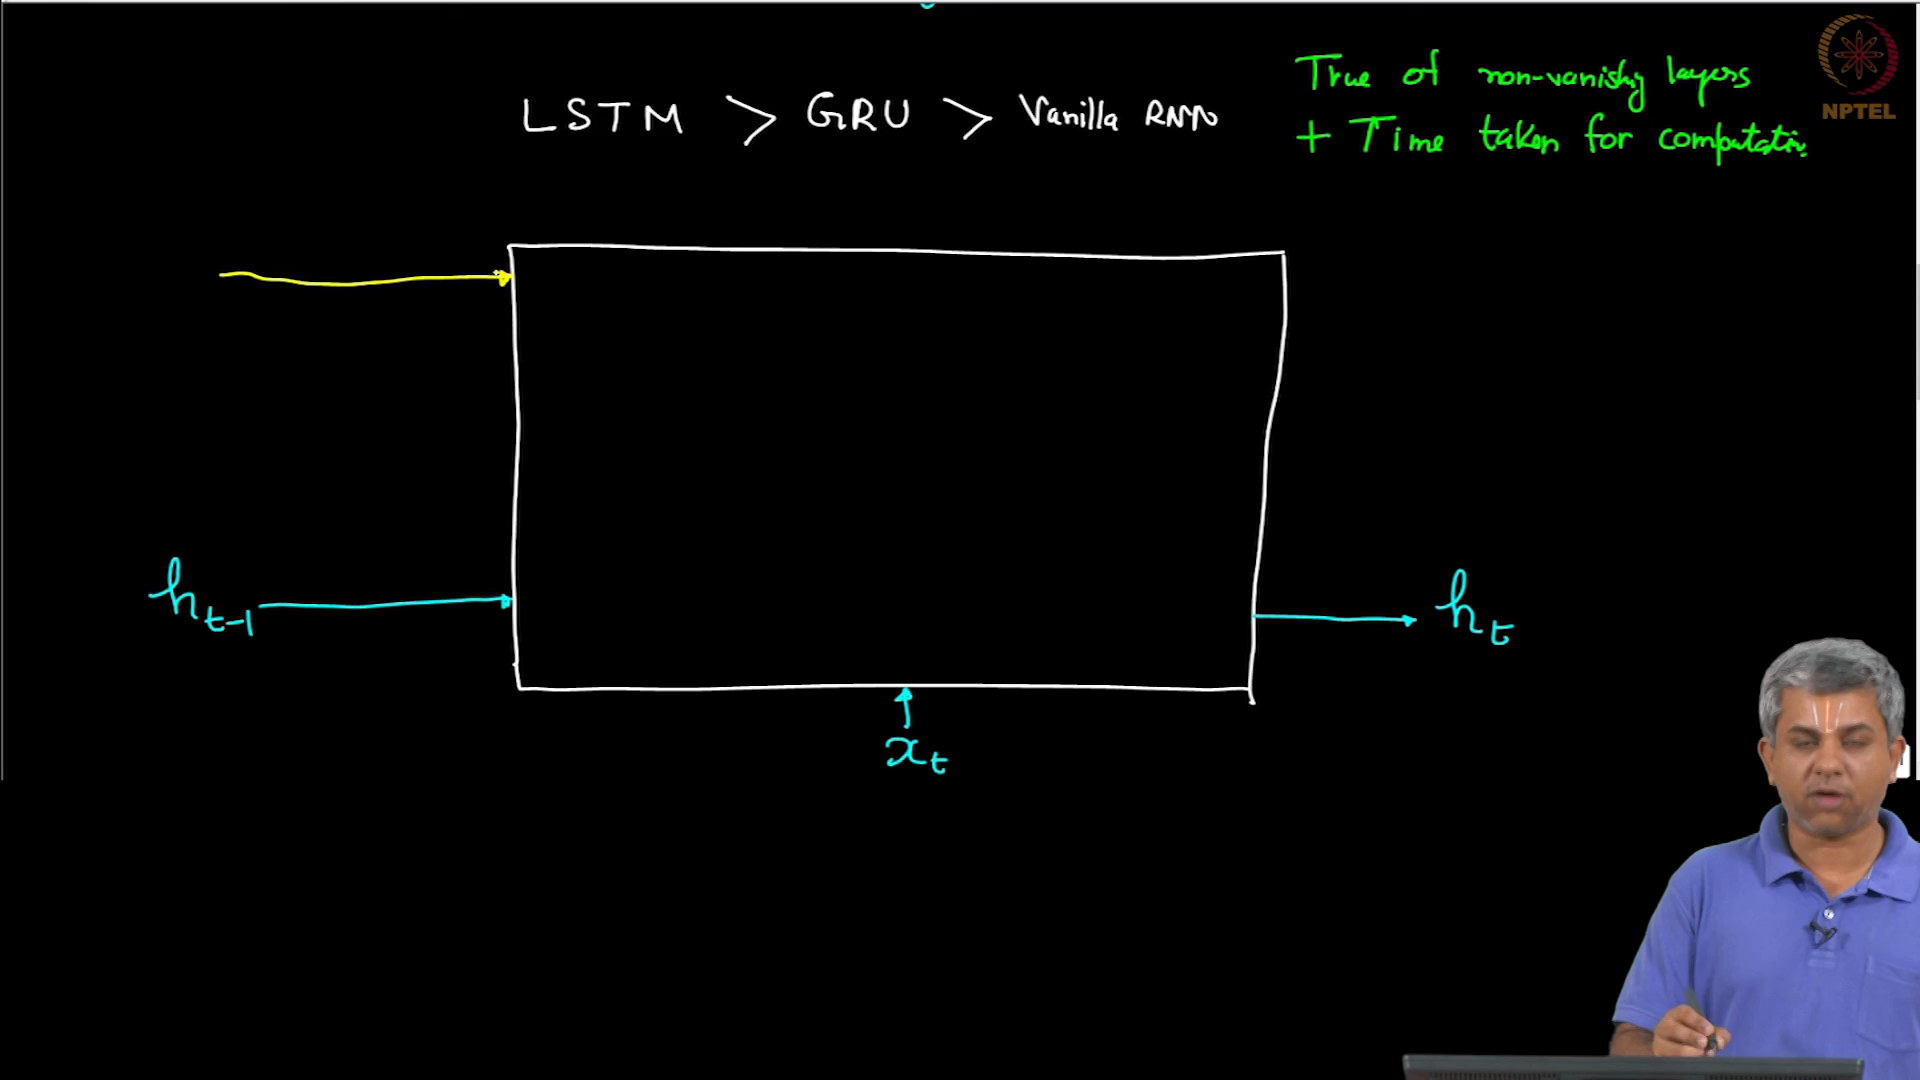 LSTM > GRU > Vanilla RNN
True of non-vanishing layers
+ Time taken for computation
NPTEL
h_{t-1}
h_t
x_t